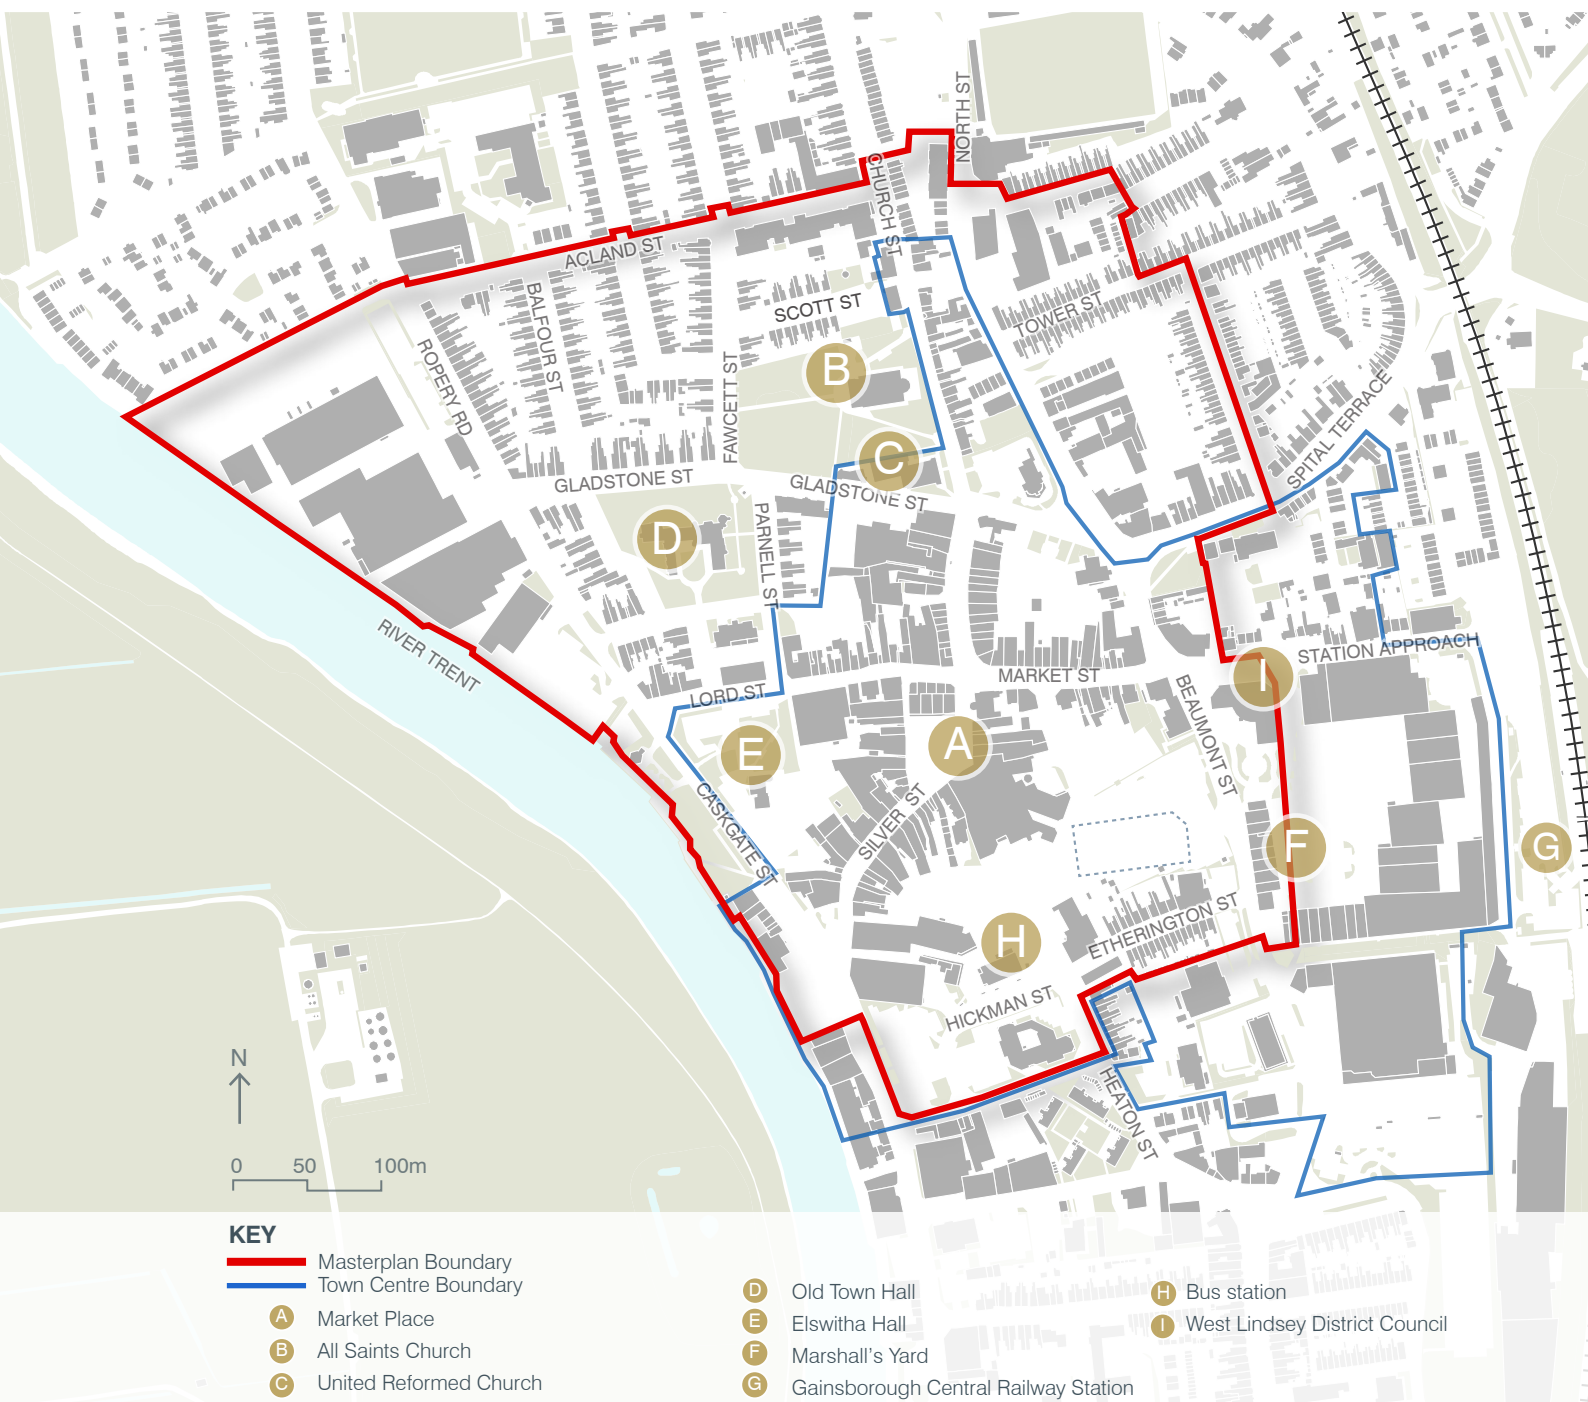 NORTH ST
CHURCH ST
ACLAND ST
SCOTT ST
TOWER ST
BALFOUR ST
ROPERY RD
FAWCETT ST
B
SPITAL TERRACE
C
GLADSTONE ST
GLADSTONE ST
D
PARNELL ST
RIVER TRENT
STATION APPROACH
MARKET ST
I
LORD ST
BEAUMONT ST
A
E
CASKGATE ST
SILVER ST
F
G
ETHERINGTON ST
H
HICKMAN ST
HEATON ST
N
0 50 100m
KEY
Masterplan Boundary
Town Centre Boundary
A Market Place
B All Saints Church
C United Reformed Church
D Old Town Hall
E Elswitha Hall
F Marshall's Yard
G Gainsborough Central Railway Station
H Bus station
I West Lindsey District Council